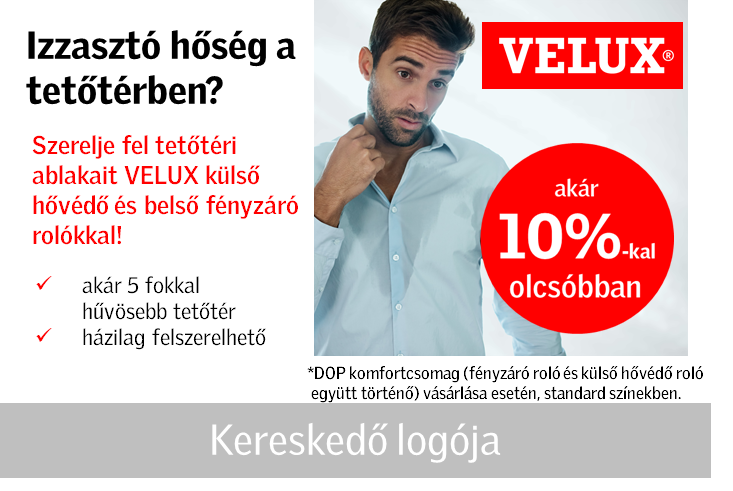 Izzasztó hőség a
tetőtérben?
Szerelje fel tetőtéri
ablakait VELUX külső
hővédő és belső fényzáró
rolókkal!
✓ akár 5 fokkal
hűvösebb tetőtér
✓ házilag felszerelhető
VELUX®
akár
10%-kal
olcsóbban
*DOP komfortcsomag (fényzáró roló és külső hővédő roló
együtt történő) vásárlása esetén, standard színekben.
Kereskedő logója